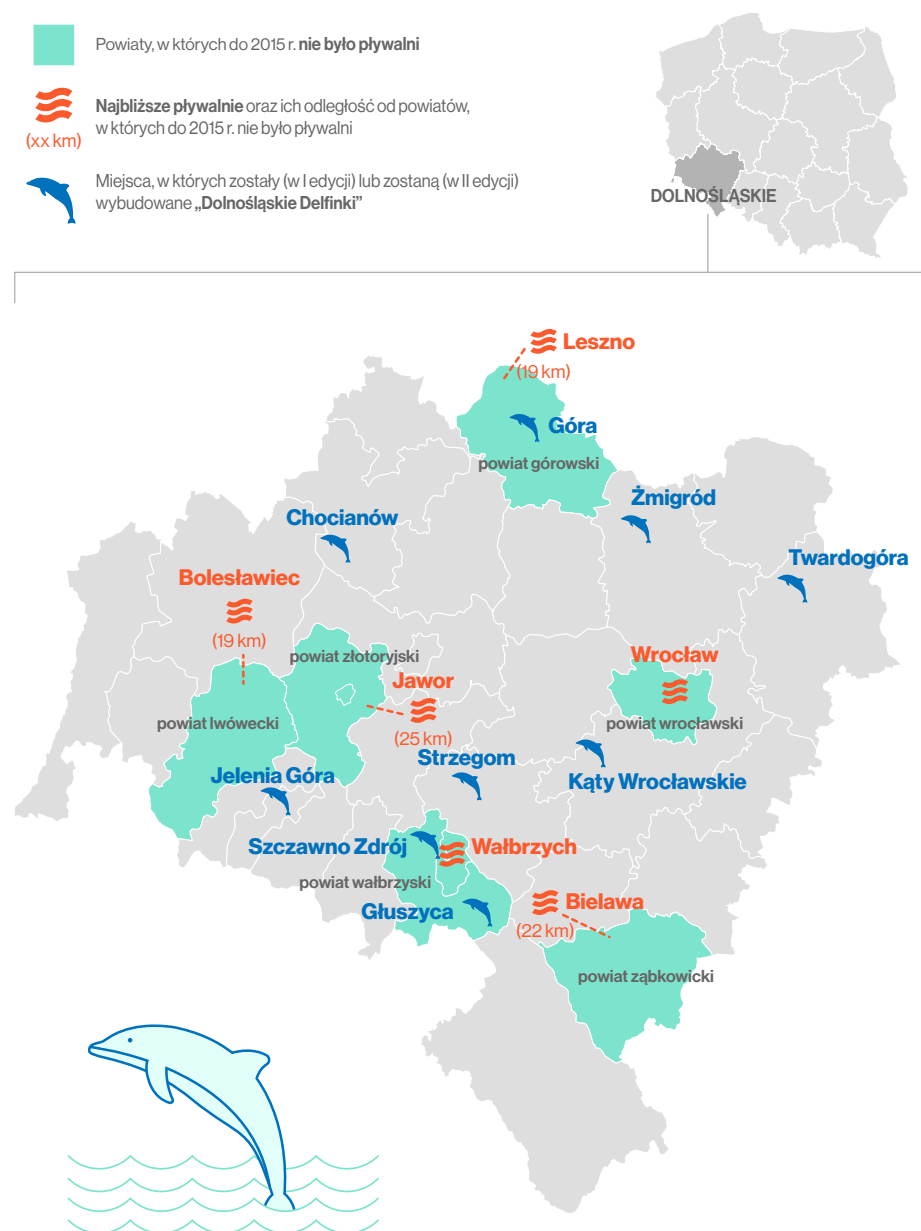 Powiaty, w których do 2015 r. nie było pływalni
Najbliższe pływalnie oraz ich odległość od powiatów,
w których do 2015 r. nie było pływalni
(xx km)
Miejsca, w których zostały (w I edycji) lub zostaną (w II edycji)
wybudowane „Dolnośląskie Delfinki”
DOLNOŚLĄSKIE
Leszno
(19 km)
Góra
powiat górowski
Żmigród
Chocianów
Twardogóra
Bolesławiec
(19 km)
powiat złotoryjski
Wrocław
Jawor
powiat lwówecki
powiat wrocławski
(25 km)
Strzegom
Jelenia Góra
Kąty Wrocławskie
Szczawno Zdrój
Wałbrzych
powiat wałbrzyski
Bielawa
Głuszyca
(22 km)
powiat ząbkowicki